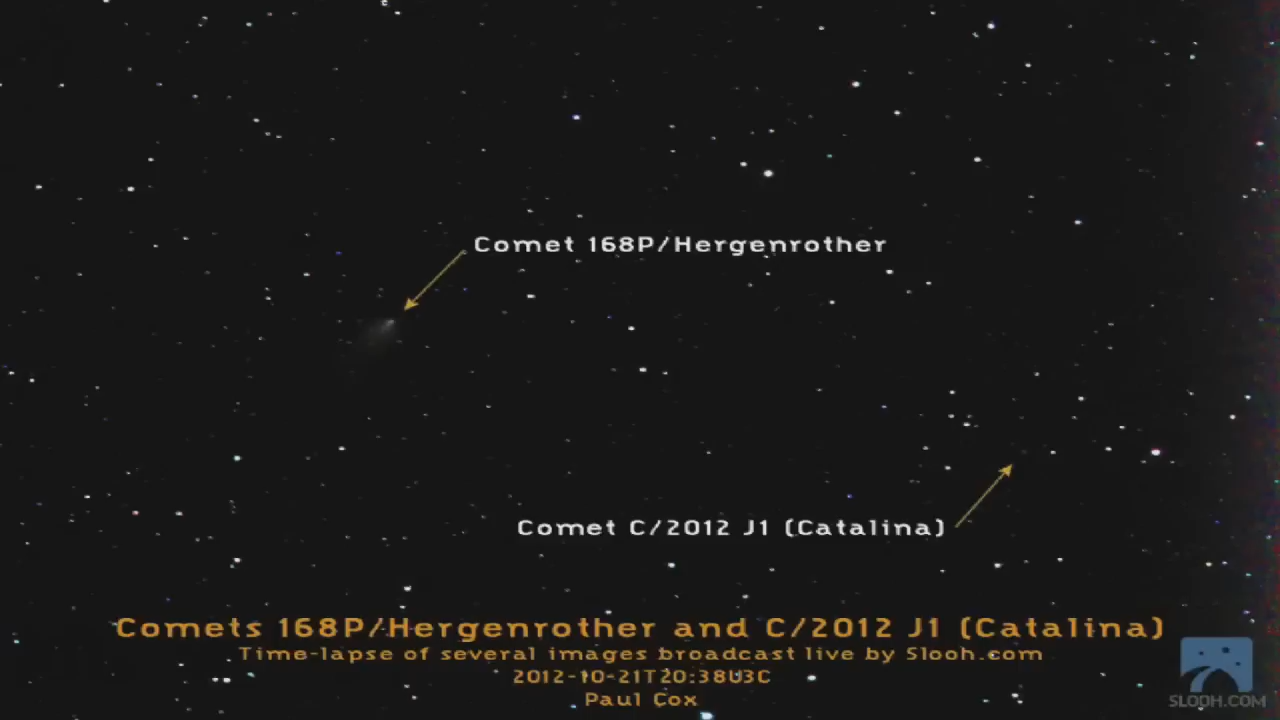 Comet 168P/Hergenrother
Comet C/2012 J1 (Catalina)
Comets 168P/Hergenrother and C/2012 J1 (Catalina)
Time-lapse of several images broadcast live by Slooh.com
2012-10-21T20:38U3C
Paul Cox
SLOOH.COM